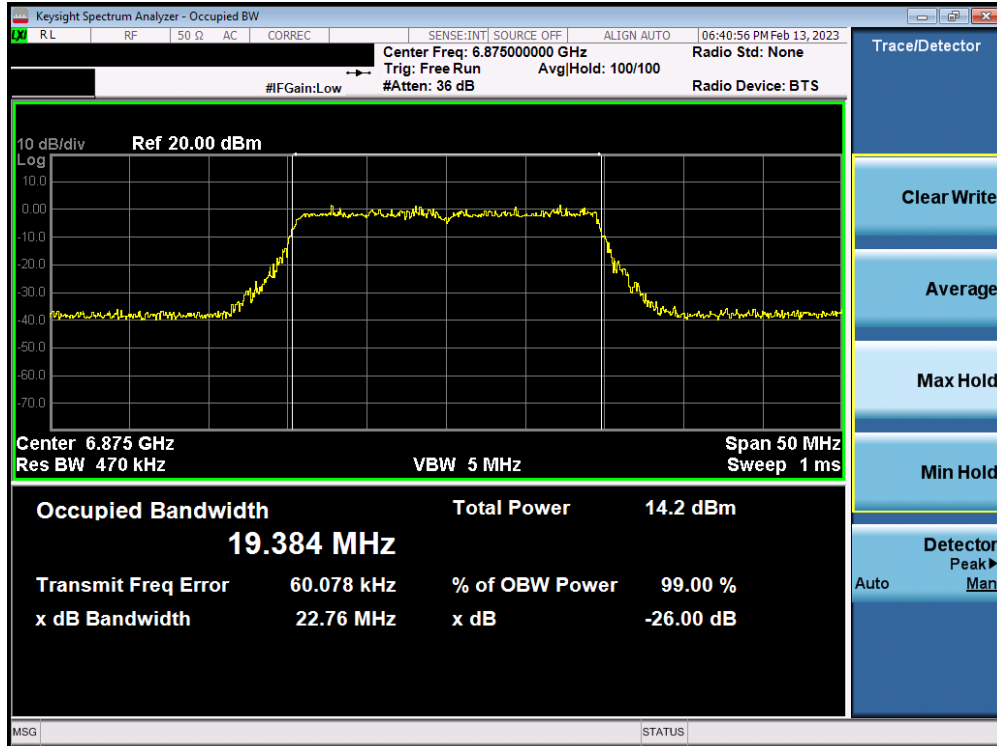 Keysight Spectrum Analyzer - Occupied BW
LXI RL RF 50 Ω AC CORREC SENSE:INT SOURCE OFF ALIGN AUTO 06:40:56 PM Feb 13, 2023
Center Freq: 6.875000000 GHz Radio Std: None
Trig: Free Run Avg|Hold: 100/100
#IFGain:Low #Atten: 36 dB Radio Device: BTS
10 dB/div Ref 20.00 dBm
Log
10.0
0.00
-10.0
-20.0
-30.0
-40.0
-50.0
-60.0
-70.0
Center 6.875 GHz Span 50 MHz
Res BW 470 kHz VBW 5 MHz Sweep 1 ms
Occupied Bandwidth Total Power 14.2 dBm
19.384 MHz
Transmit Freq Error 60.078 kHz % of OBW Power 99.00 %
x dB Bandwidth 22.76 MHz x dB -26.00 dB
MSG STATUS
Trace/Detector
Clear Write
Average
Max Hold
Min Hold
Detector
Peak▶
Auto Man